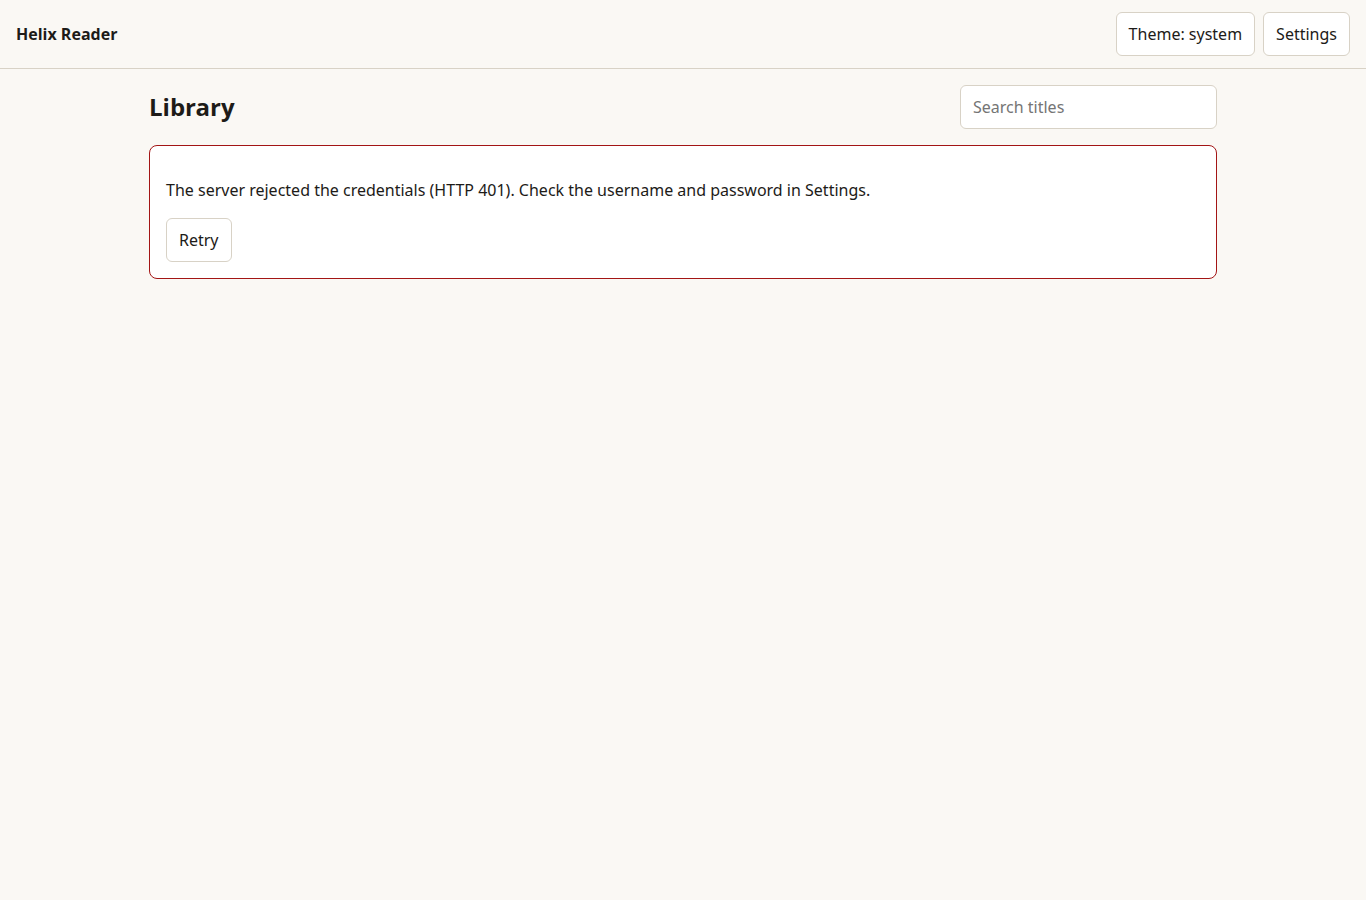 Helix Reader
Theme: system
Settings
Library
Search titles
The server rejected the credentials (HTTP 401). Check the username and password in Settings.
Retry